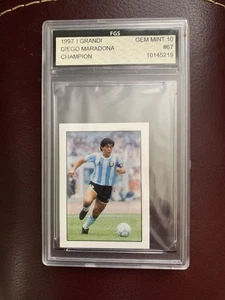 FGS
1997 I GRANDI GEM MINT 10
DIEGO MARADONA #67
CHAMPION 10145219